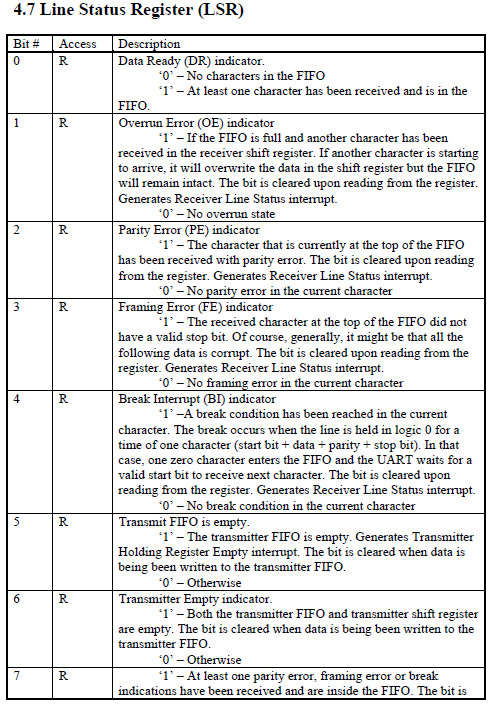 4.7 Line Status Register (LSR)
Bit # Access Description
0 R Data Ready (DR) indicator.
‘0’ – No characters in the FIFO
‘1’ – At least one character has been received and is in the
FIFO.
1 R Overrun Error (OE) indicator
‘1’ – If the FIFO is full and another character has been
received in the receiver shift register. If another character is starting
to arrive, it will overwrite the data in the shift register but the FIFO
will remain intact. The bit is cleared upon reading from the register.
Generates Receiver Line Status interrupt.
‘0’ – No overrun state
2 R Parity Error (PE) indicator
‘1’ – The character that is currently at the top of the FIFO
has been received with parity error. The bit is cleared upon reading
from the register. Generates Receiver Line Status interrupt.
‘0’ – No parity error in the current character
3 R Framing Error (FE) indicator
‘1’ – The received character at the top of the FIFO did not
have a valid stop bit. Of course, generally, it might be that all the
following data is corrupt. The bit is cleared upon reading from the
register. Generates Receiver Line Status interrupt.
‘0’ – No framing error in the current character
4 R Break Interrupt (BI) indicator
‘1’ –A break condition has been reached in the current
character. The break occurs when the line is held in logic 0 for a
time of one character (start bit + data + parity + stop bit). In that
case, one zero character enters the FIFO and the UART waits for a
valid start bit to receive next character. The bit is cleared upon
reading from the register. Generates Receiver Line Status interrupt.
‘0’ – No break condition in the current character
5 R Transmit FIFO is empty.
‘1’ – The transmitter FIFO is empty. Generates Transmitter
Holding Register Empty interrupt. The bit is cleared when data is
being been written to the transmitter FIFO.
‘0’ – Otherwise
6 R Transmitter Empty indicator.
‘1’ – Both the transmitter FIFO and transmitter shift register
are empty. The bit is cleared when data is being been written to the
transmitter FIFO.
‘0’ – Otherwise
7 R ‘1’ – At least one parity error, framing error or break
indications have been received and are inside the FIFO. The bit is